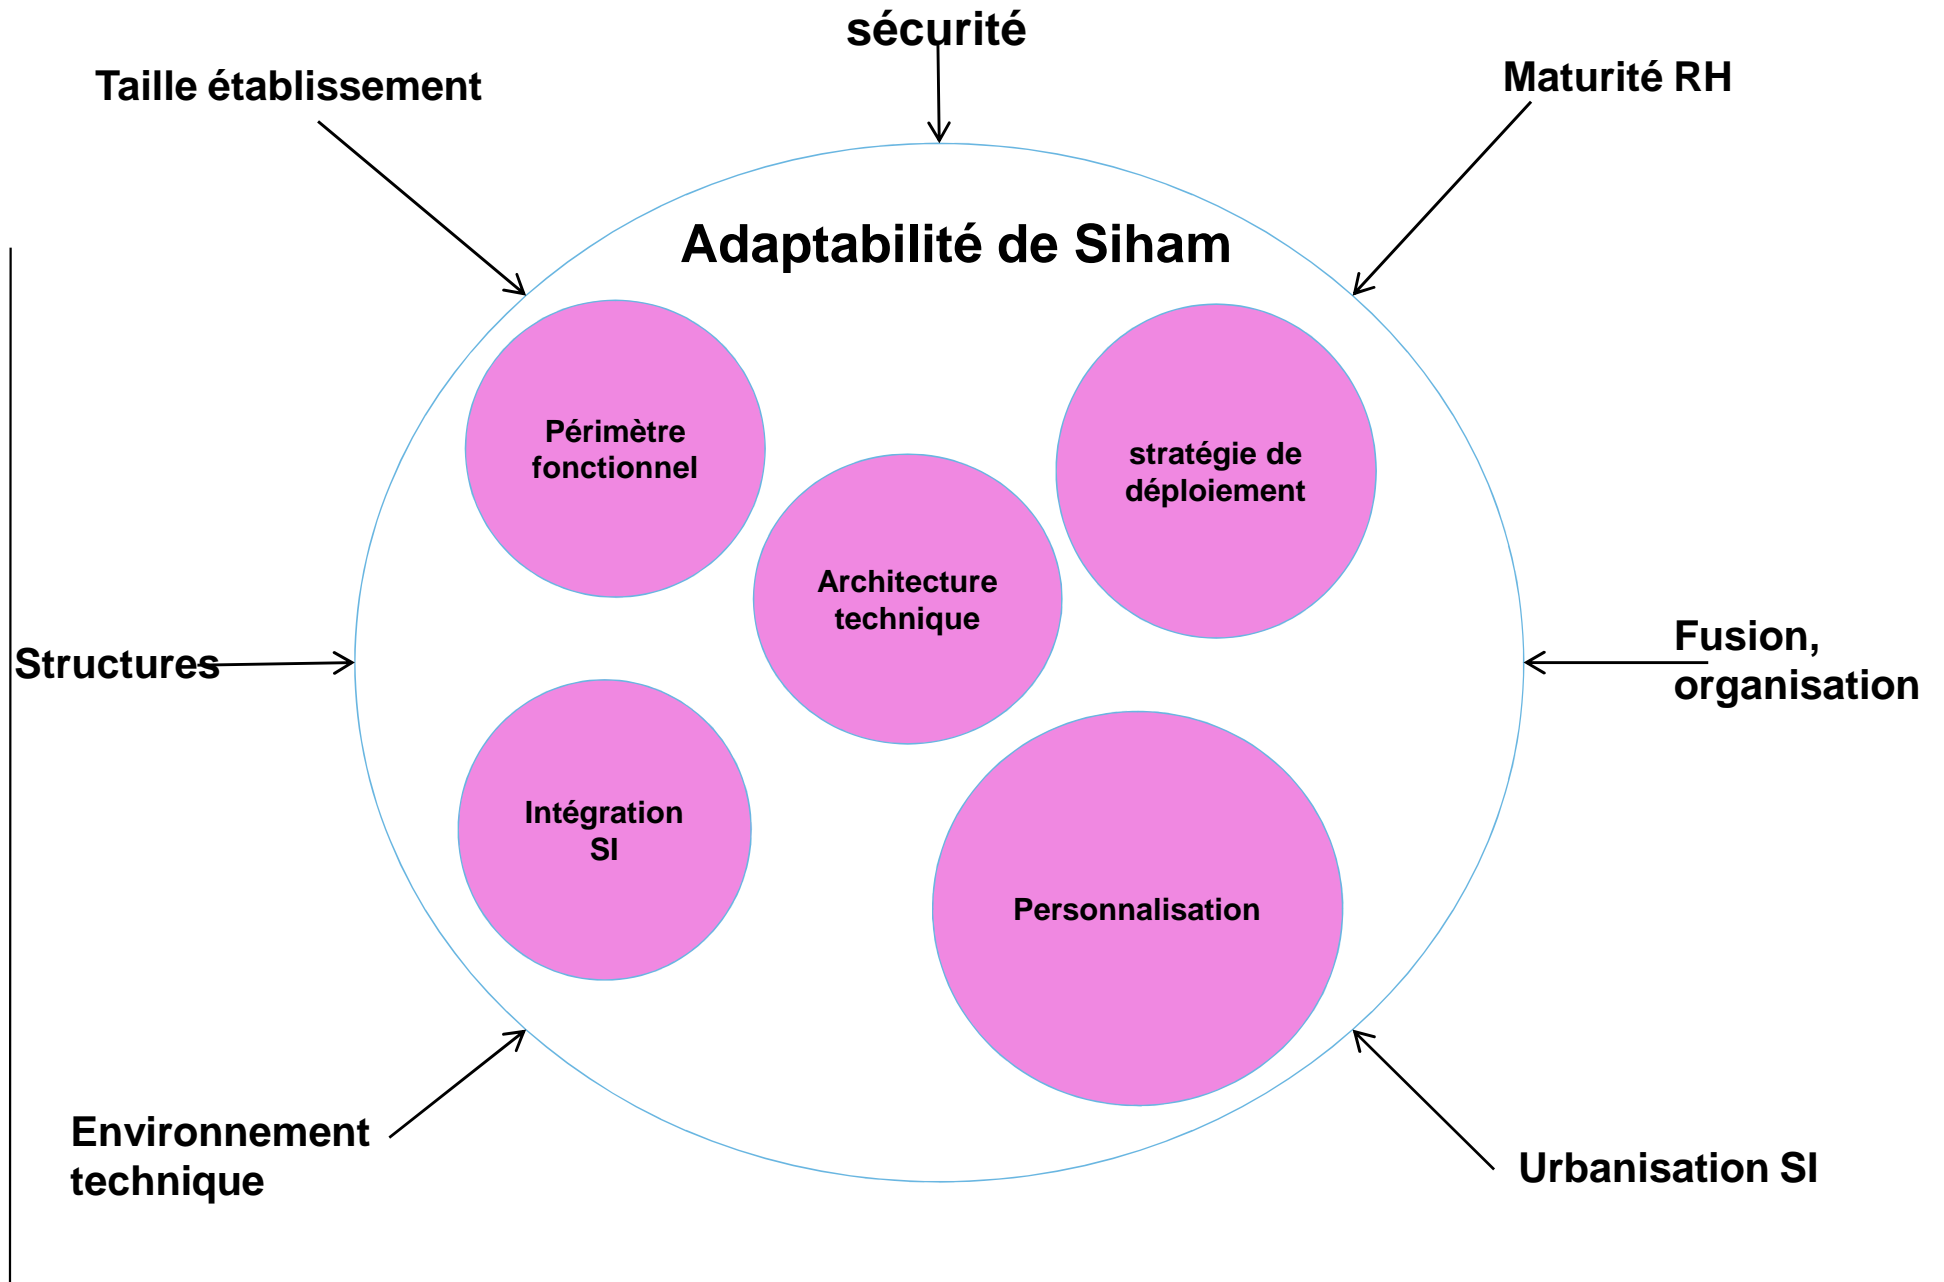 sécurité
Taille établissement
Maturité RH
Adaptabilité de Siham
Périmètre
fonctionnel
stratégie de
déploiement
Architecture
technique
Structures
Fusion,
organisation
Intégration
SI
Personnalisation
Environnement
technique
Urbanisation SI